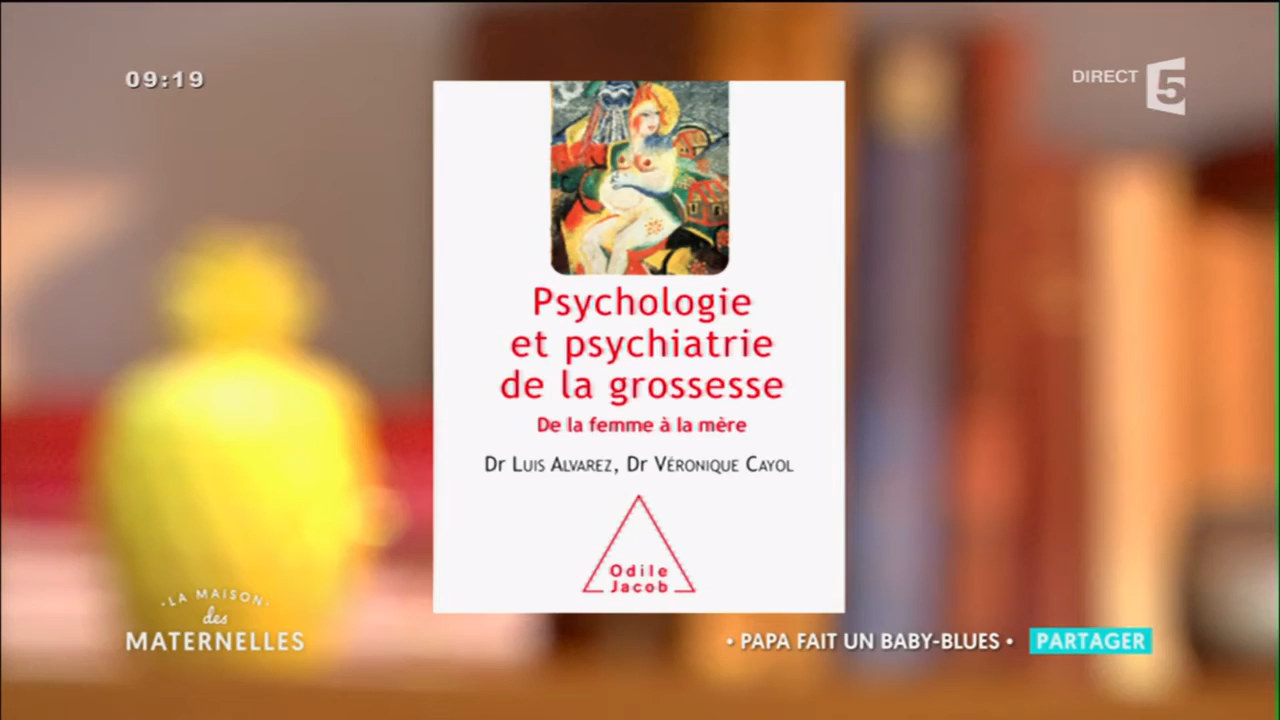 09:19
DIRECT 5
Psychologie
et psychiatrie
de la grossesse
De la femme à la mère
Dr Luis Alvarez, Dr Véronique Cayol
Odile
Jacob
• LA MAISON •
des
MATERNELLES
• PAPA FAIT UN BABY-BLUES • PARTAGER